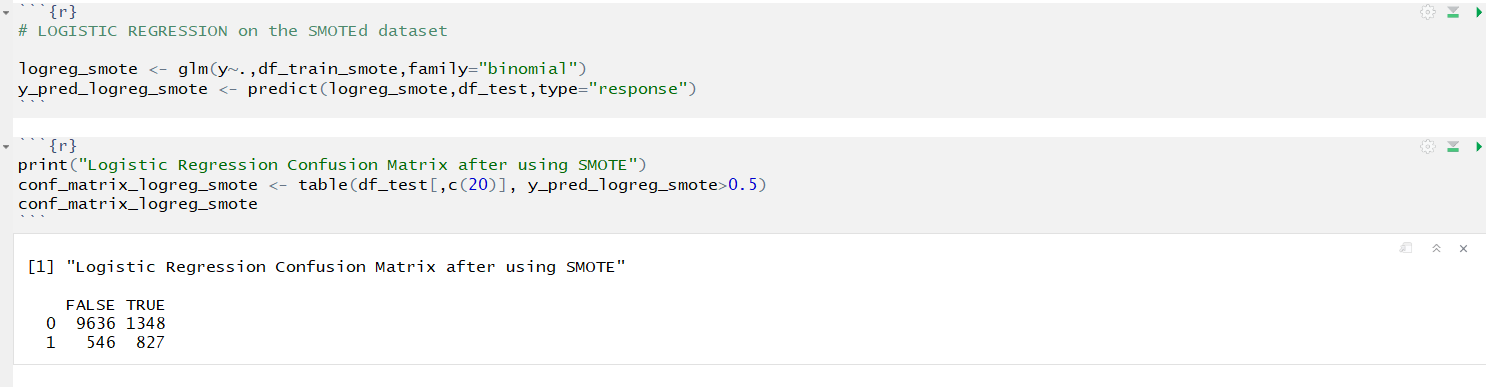 ```{r}
# LOGISTIC REGRESSION on the SMOTEd dataset
logreg_smote <- glm(y~.,df_train_smote,family="binomial")
y_pred_logreg_smote <- predict(logreg_smote,df_test,type="response")
```
```{r}
print("Logistic Regression Confusion Matrix after using SMOTE")
conf_matrix_logreg_smote <- table(df_test[,c(20)], y_pred_logreg_smote>0.5)
conf_matrix_logreg_smote
```
[1] "Logistic Regression Confusion Matrix after using SMOTE"
FALSE TRUE
0 9636 1348
1 546 827